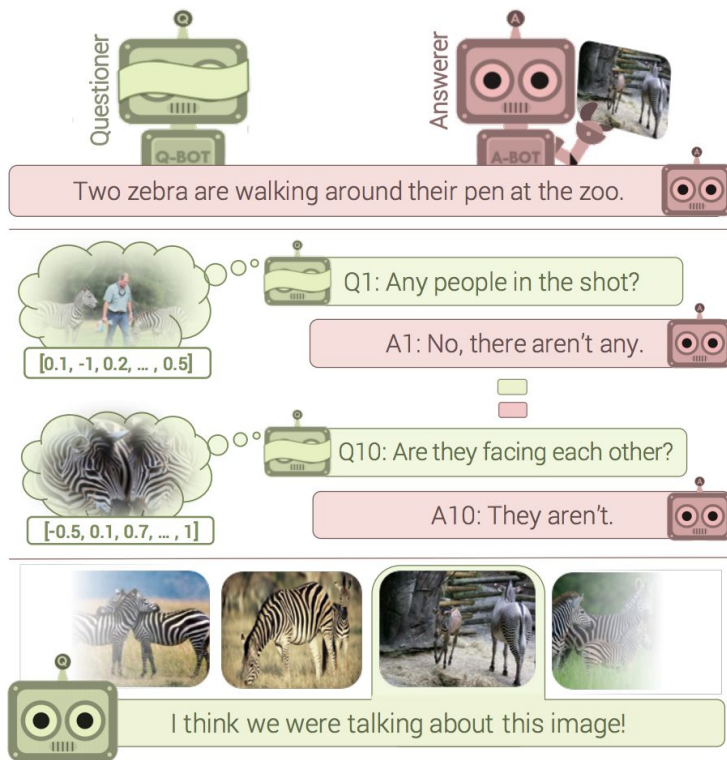 Q
A
Questioner
Answerer
Q-BOT
A-BOT
A
Two zebra are walking around their pen at the zoo.
Q
Q1: Any people in the shot?
A
A1: No, there aren't any.
[0.1, -1, 0.2, ... , 0.5]
Q
Q10: Are they facing each other?
A
A10: They aren't.
[-0.5, 0.1, 0.7, ... , 1]
Q
I think we were talking about this image!